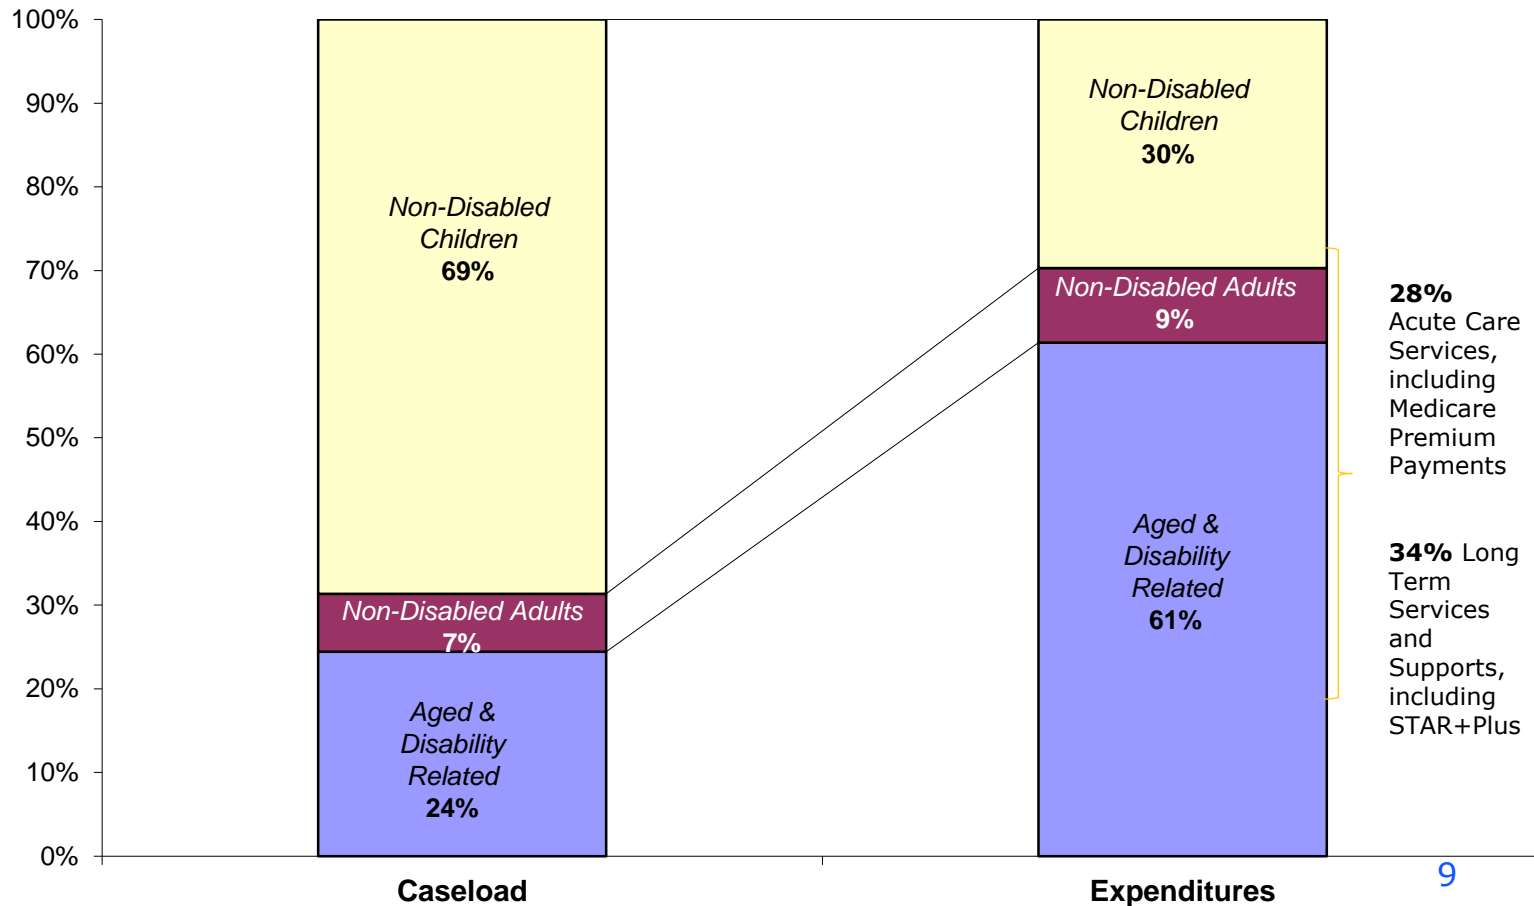 100%
90%
80%
70%
60%
50%
40%
30%
20%
10%
0%
Non-Disabled
Children
69%
Non-Disabled Adults
7%
Aged &
Disability
Related
24%
Non-Disabled
Children
30%
Non-Disabled Adults
9%
Aged &
Disability
Related
61%
28%
Acute Care
Services,
including
Medicare
Premium
Payments
34% Long
Term
Services
and
Supports,
including
STAR+Plus
Caseload
Expenditures
9